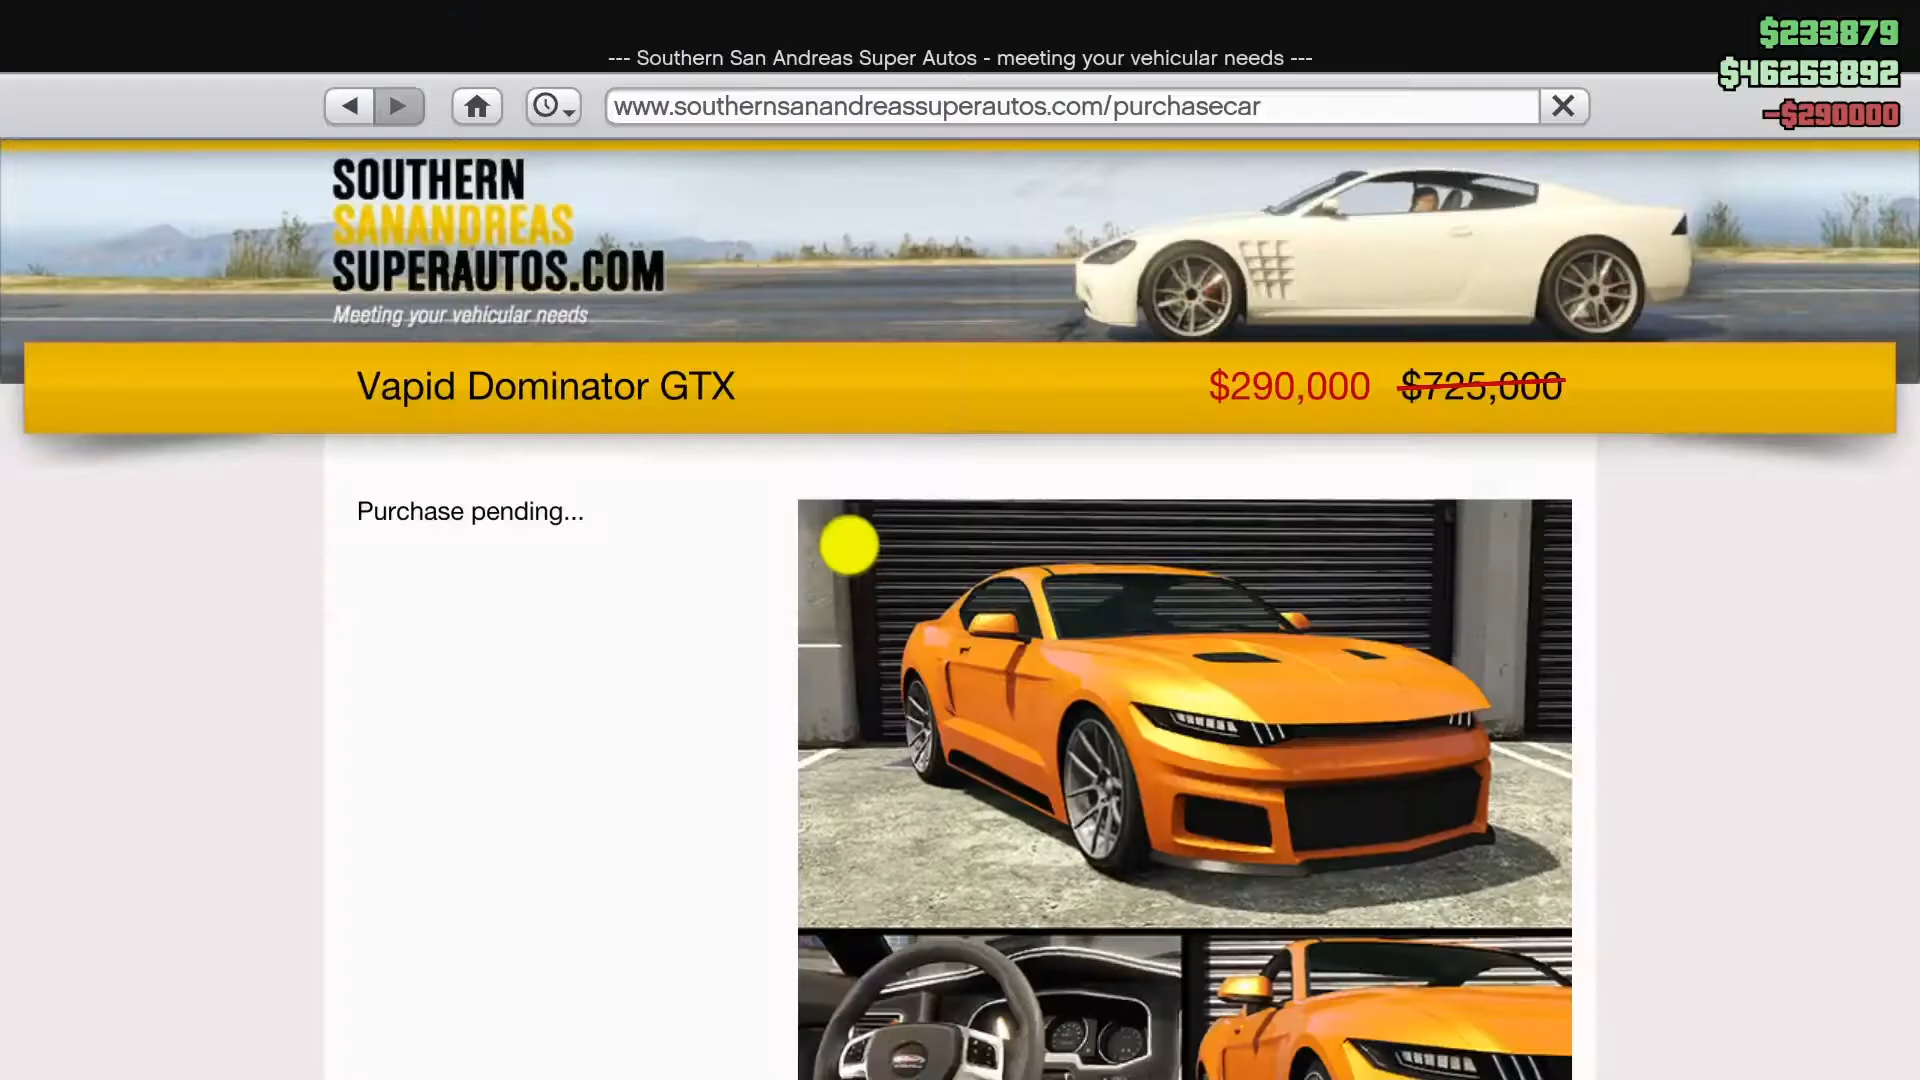 $233879
--- Southern San Andreas Super Autos - meeting your vehicular needs ---
$46253892
www.southernsanandreassuperautos.com/purchasecar
-$290000
SOUTHERN
SANANDREAS
SUPERAUTOS.COM
Meeting your vehicular needs
Vapid Dominator GTX $290,000 $725,000
Purchase pending...